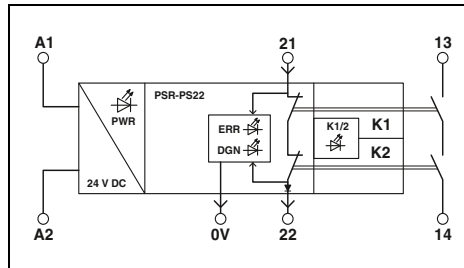 A1 21 13
PSR-PS22
PWR
ERR
DGN
K1/2
K1
K2
24 V DC
A2 0V 22 14